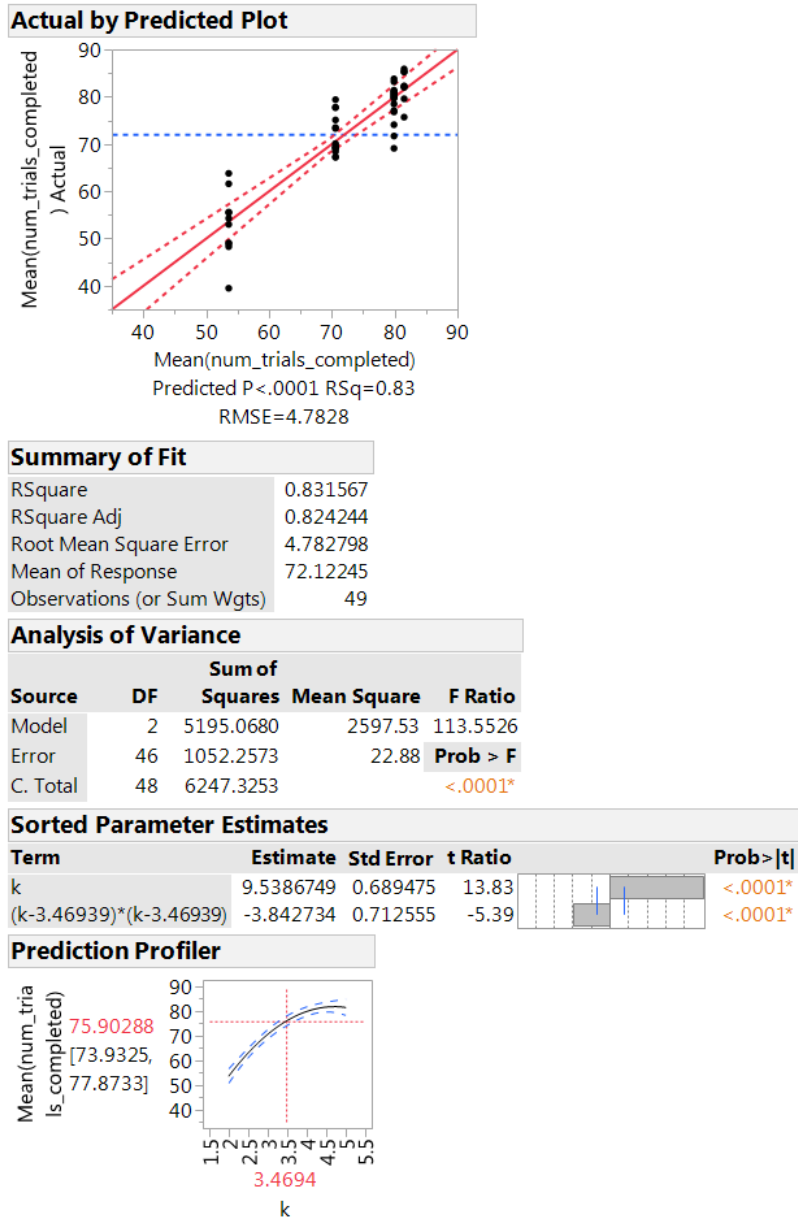 Actual by Predicted Plot
Mean(num_trials_completed
) Actual
90
80
70
60
50
40
40 50 60 70 80 90
Mean(num_trials_completed)
Predicted P<.0001 RSq=0.83
RMSE=4.7828
Summary of Fit
RSquare 0.831567
RSquare Adj 0.824244
Root Mean Square Error 4.782798
Mean of Response 72.12245
Observations (or Sum Wgts) 49
Analysis of Variance
Sum of
Source DF Squares Mean Square F Ratio
Model 2 5195.0680 2597.53 113.5526
Error 46 1052.2573 22.88 Prob > F
C. Total 48 6247.3253 <.0001*
Sorted Parameter Estimates
Term Estimate Std Error t Ratio Prob>|t|
k 9.5386749 0.689475 13.83 <.0001*
(k-3.46939)*(k-3.46939) -3.842734 0.712555 -5.39 <.0001*
Prediction Profiler
Mean(num_tria
ls_completed)
75.90288
[73.9325,
77.8733]
90
80
70
60
50
40
1.5 2 2.5 3 3.5 4 4.5 5 5.5
3.4694
k